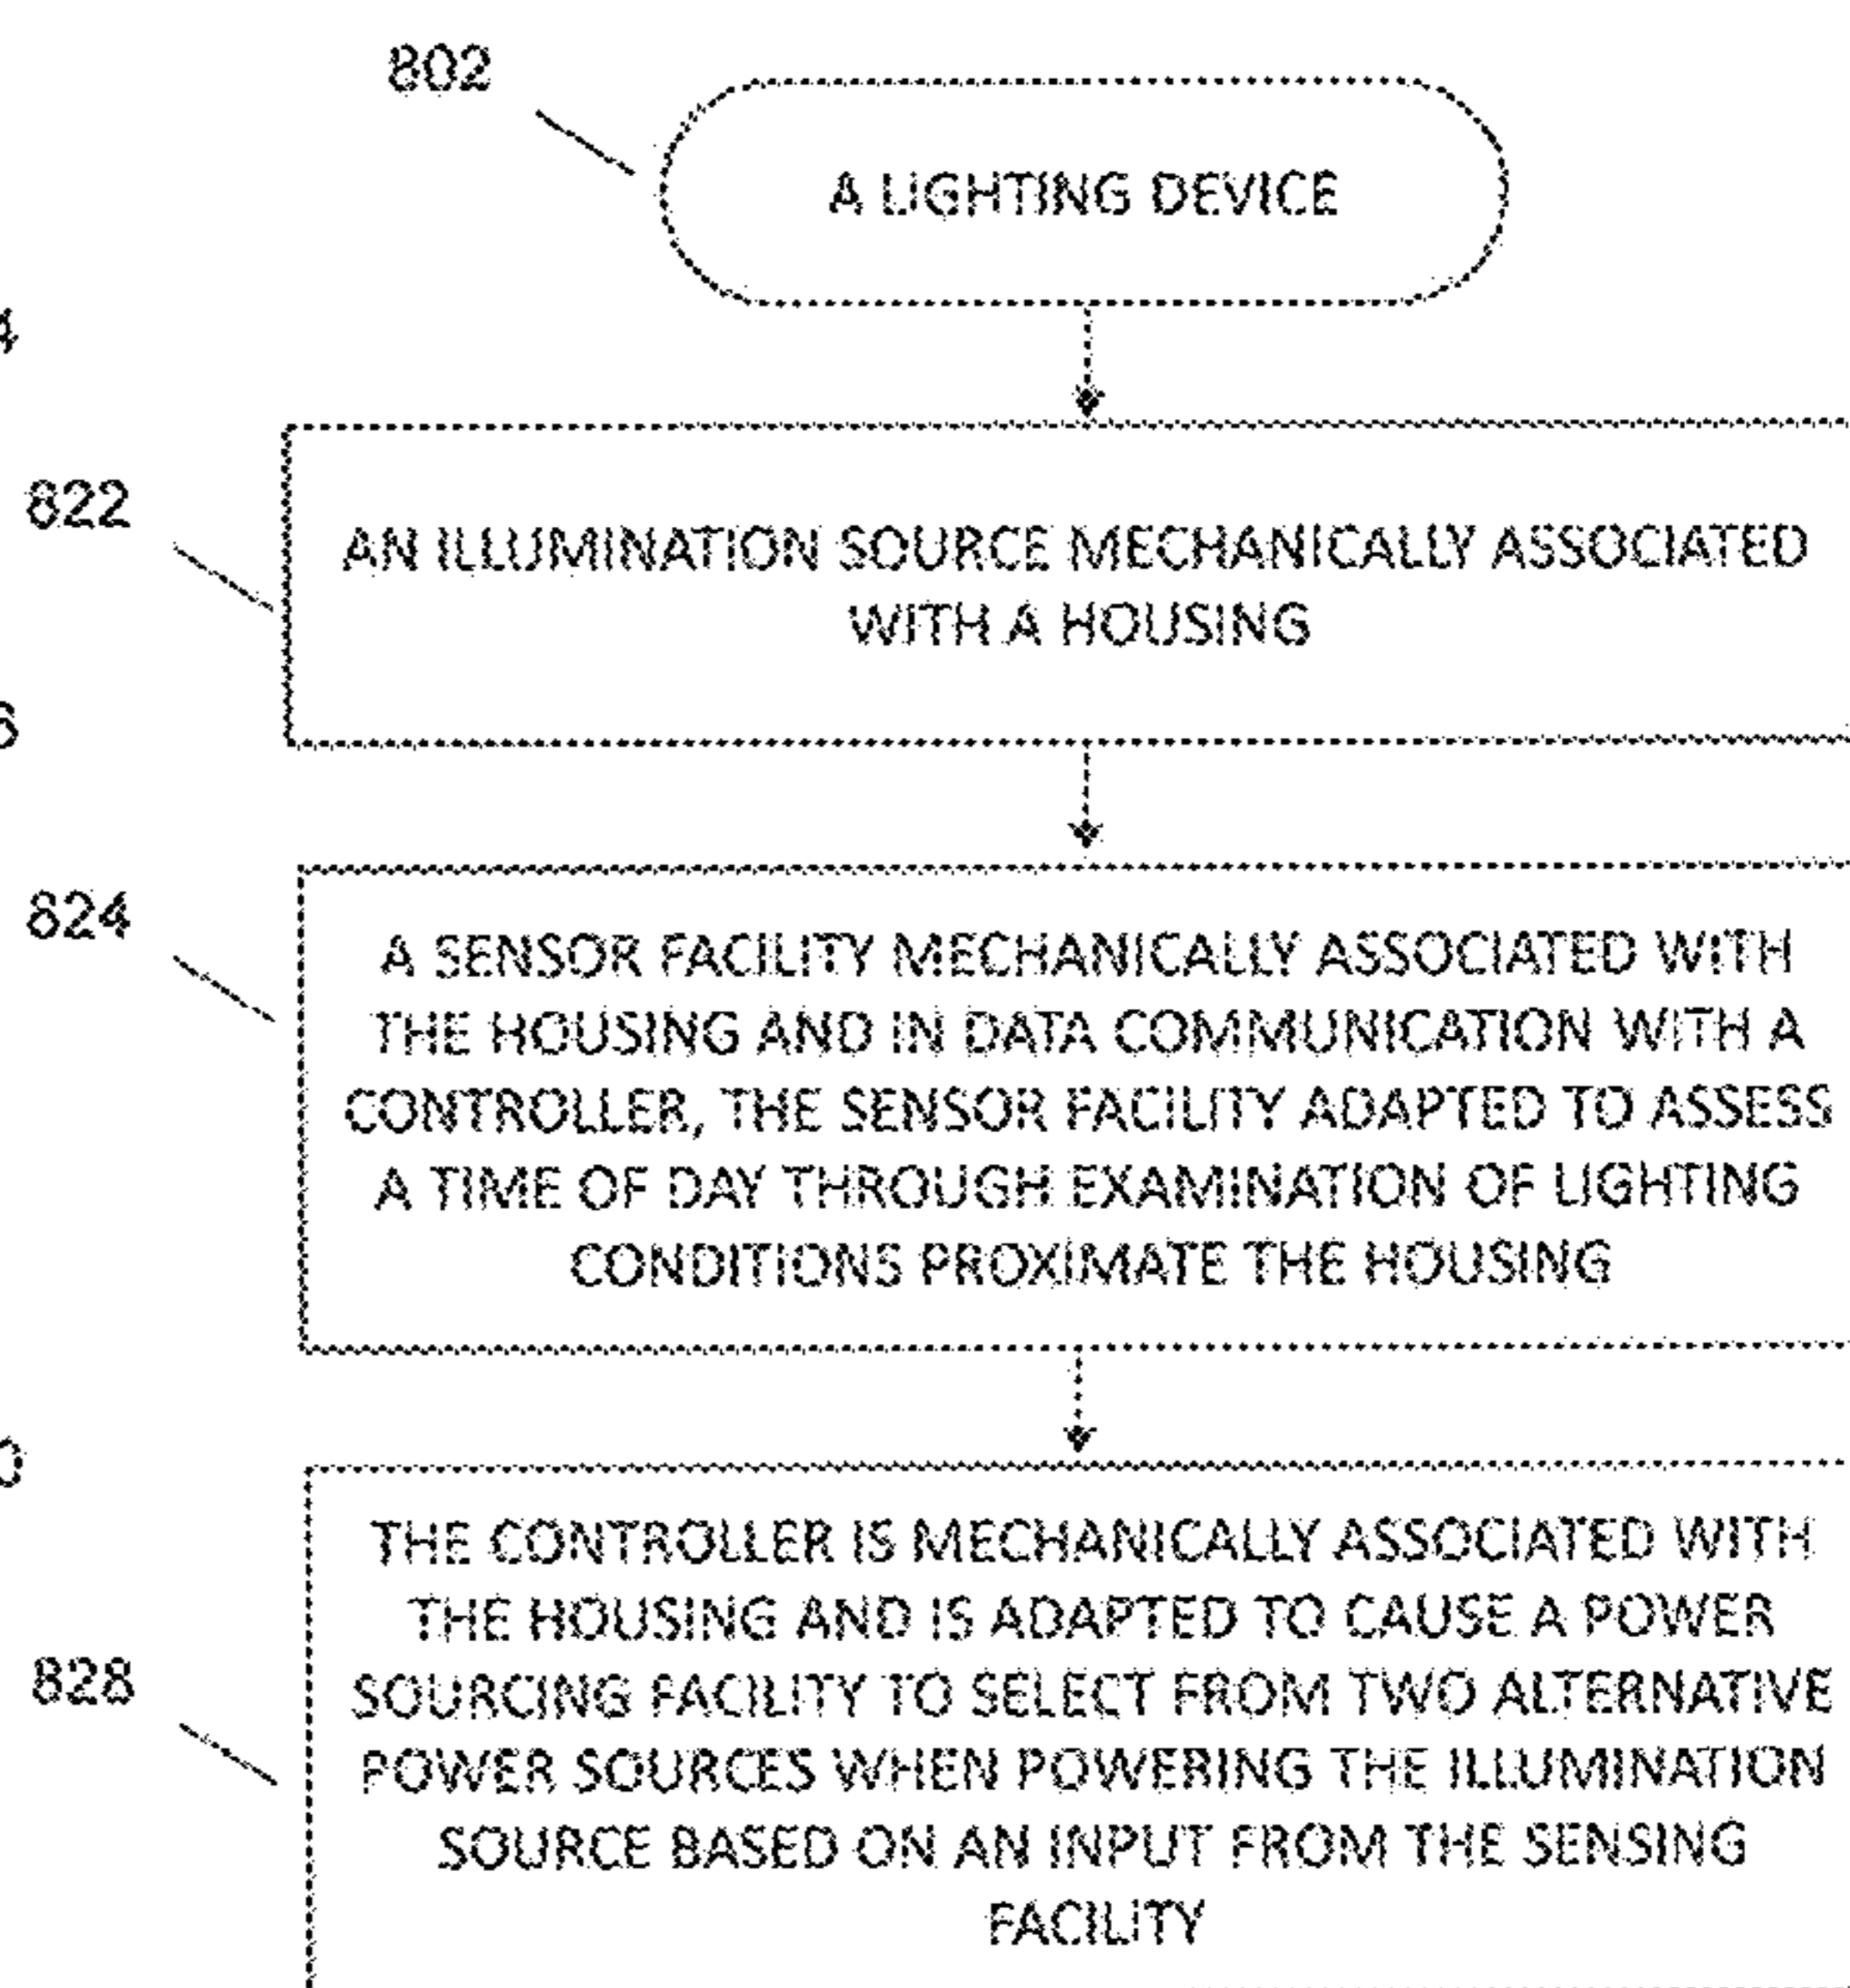 802
A LIGHTING DEVICE
4
822
AN ILLUMINATION SOURCE MECHANICALLY ASSOCIATED
WITH A HOUSING
6
824
A SENSOR FACILITY MECHANICALLY ASSOCIATED WITH
THE HOUSING AND IN DATA COMMUNICATION WITH A
CONTROLLER, THE SENSOR FACILITY ADAPTED TO ASSESS
A TIME OF DAY THROUGH EXAMINATION OF LIGHTING
CONDITIONS PROXIMATE THE HOUSING
THE CONTROLLER IS MECHANICALLY ASSOCIATED WITH
THE HOUSING AND IS ADAPTED TO CAUSE A POWER
828
SOURCING FACILITY TO SELECT FROM TWO ALTERNATIVE
POWER SOURCES WHEN POWERING THE ILLUMINATION
SOURCE BASED ON AN INPUT FROM THE SENSING
FACILITY